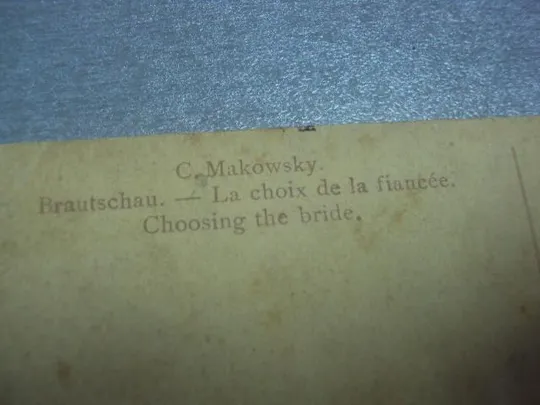 C. Makowsky.
Brautschau. — La choix de la fiancée.
Choosing the bride.